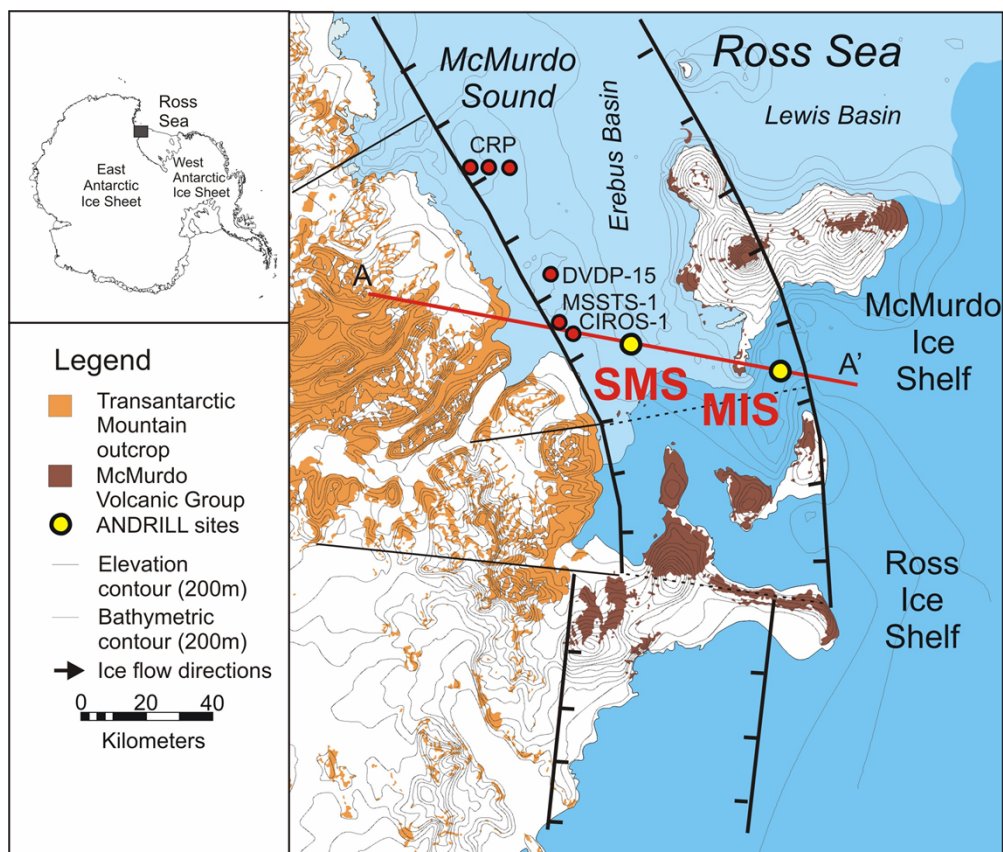 Ross
Sea
East
Antarctic
Ice Sheet
West
Antarctic
Ice Sheet
Legend
Transantarctic
Mountain
outcrop
McMurdo
Volcanic Group
ANDRILL sites
Elevation
contour (200m)
Bathymetric
contour (200m)
Ice flow directions
0 20 40
Kilometers
McMurdo
Sound
Ross Sea
Lewis Basin
Erebus Basin
CRP
DVDP-15
MSSTS-1
CIROS-1
A
A'
SMS
MIS
McMurdo
Ice
Shelf
Ross
Ice
Shelf